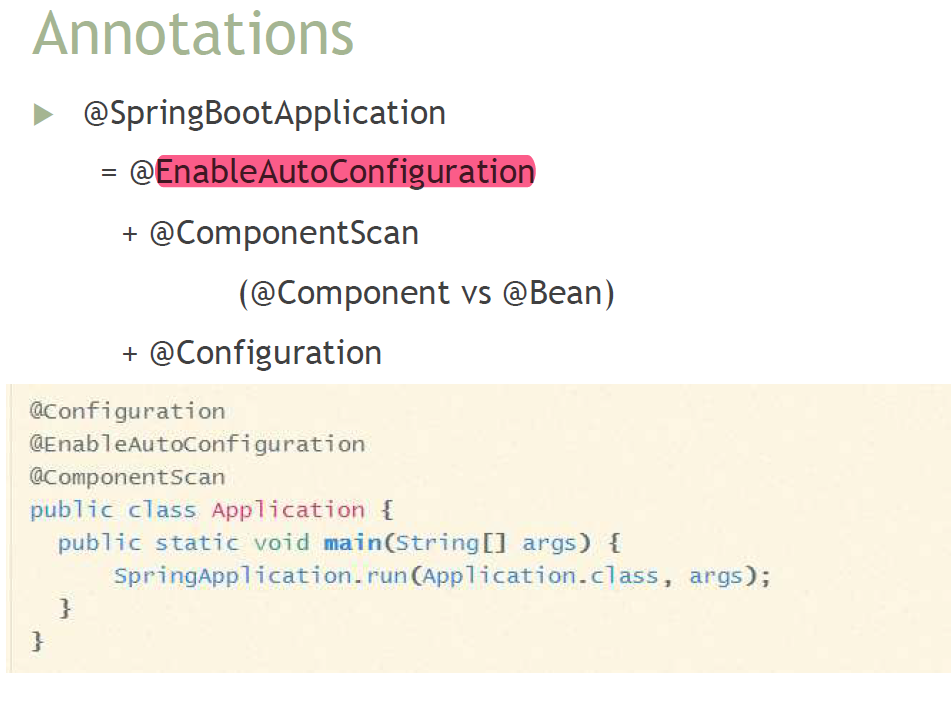 Annotations
@SpringBootApplication
= @EnableAutoConfiguration
+ @ComponentScan
(@Component vs @Bean)
+ @Configuration
@Configuration
@EnableAutoConfiguration
@ComponentScan
public class Application {
public static void main(String[] args) {
SpringApplication.run(Application.class, args);
}
}